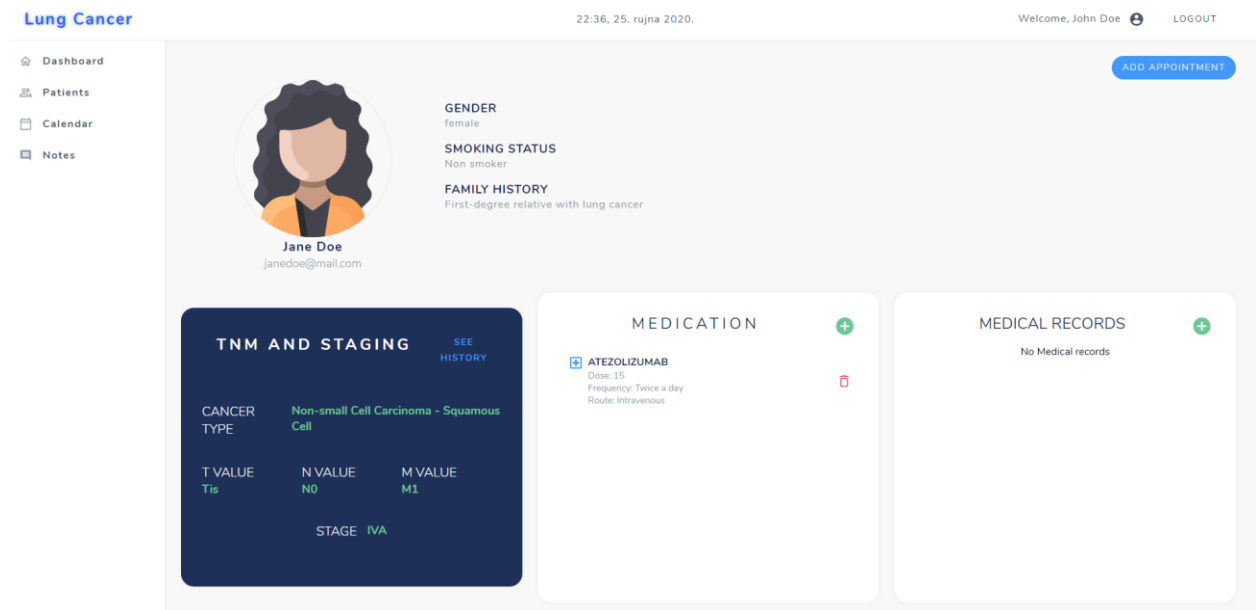 Lung Cancer
22:36, 25. rujna 2020.
Welcome, John Doe
LOGOUT
Dashboard
Patients
Calendar
Notes
ADD APPOINTMENT
GENDER
female
SMOKING STATUS
Non smoker
FAMILY HISTORY
First-degree relative with lung cancer
Jane Doe
janedoe@mail.com
TNM AND STAGING
SEE
HISTORY
CANCER
TYPE
Non-small Cell Carcinoma - Squamous
Cell
T VALUE
Tis
N VALUE
N0
M VALUE
M1
STAGE IVA
MEDICATION
ATEZOLIZUMAB
Dose: 15
Frequency: Twice a day
Route: Intravenous
MEDICAL RECORDS
No Medical records